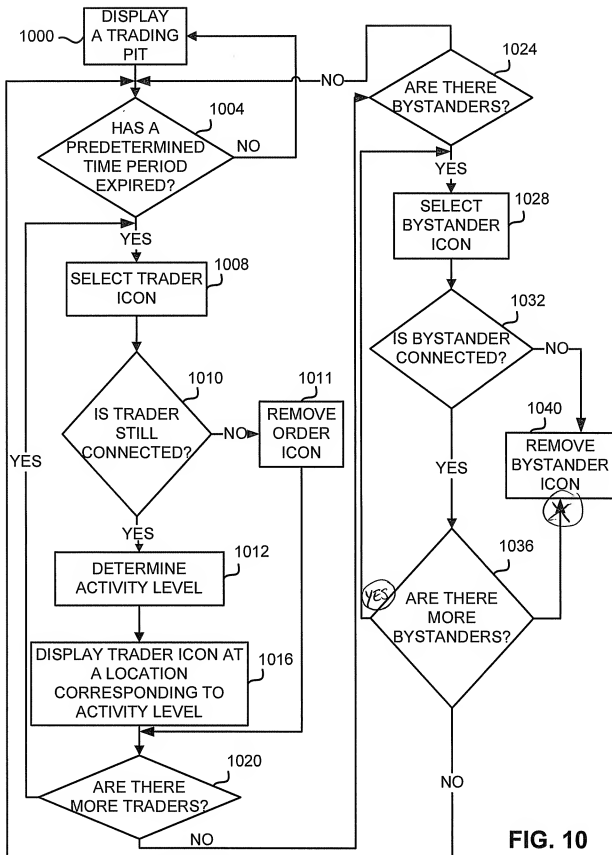 1000
DISPLAY
A TRADING
PIT
1004
HAS A
PREDETERMINED
TIME PERIOD
EXPIRED?
NO
YES
1008
SELECT TRADER
ICON
1010
IS TRADER
STILL
CONNECTED?
NO
1011
REMOVE
ORDER
ICON
YES
YES
1012
DETERMINE
ACTIVITY LEVEL
1016
DISPLAY TRADER ICON AT
A LOCATION
CORRESPONDING TO
ACTIVITY LEVEL
1020
ARE THERE
MORE TRADERS?
NO
1024
NO
ARE THERE
BYSTANDERS?
YES
1028
SELECT
BYSTANDER
ICON
1032
IS BYSTANDER
CONNECTED?
NO
YES
1040
REMOVE
BYSTANDER
ICON
1036
YES
ARE THERE
MORE
BYSTANDERS?
NO
FIG. 10